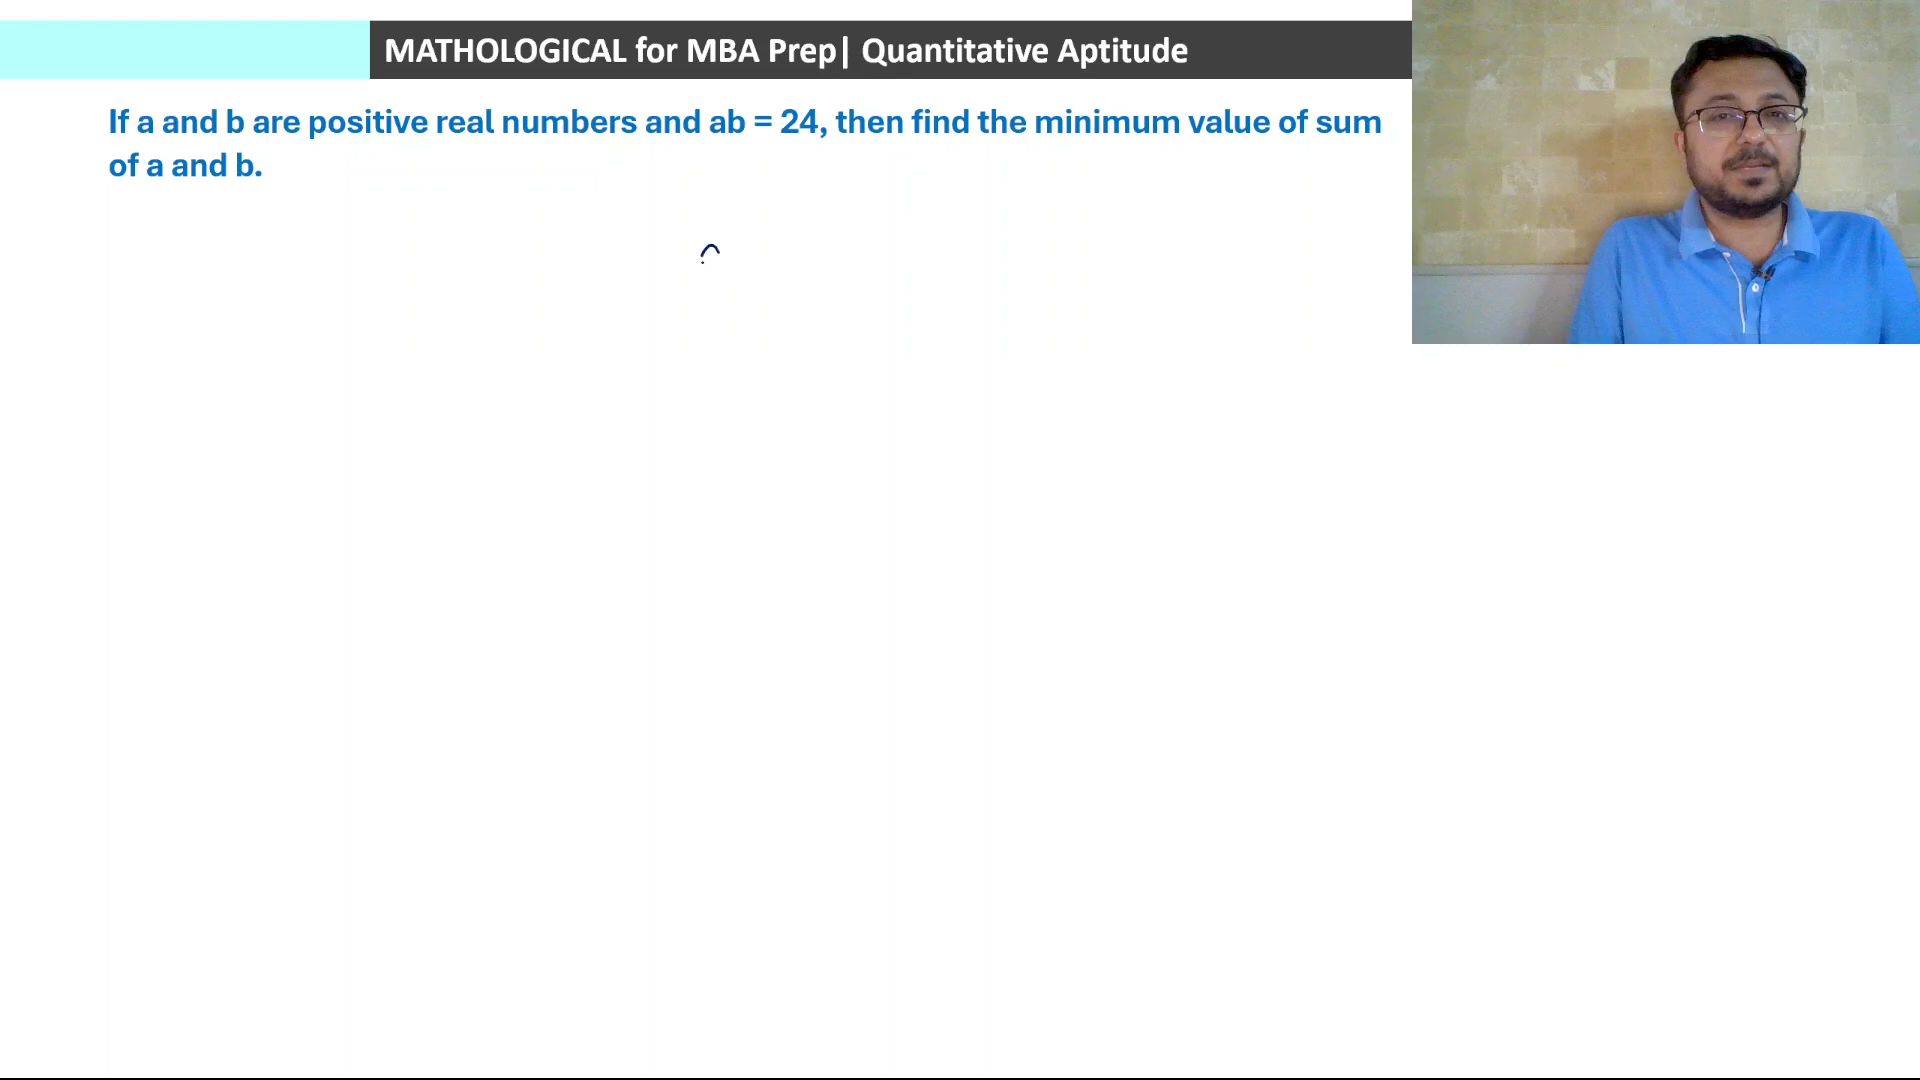 MATHOLOGICAL for MBA Prep| Quantitative Aptitude
If a and b are positive real numbers and ab = 24, then find the minimum value of sum
of a and b.